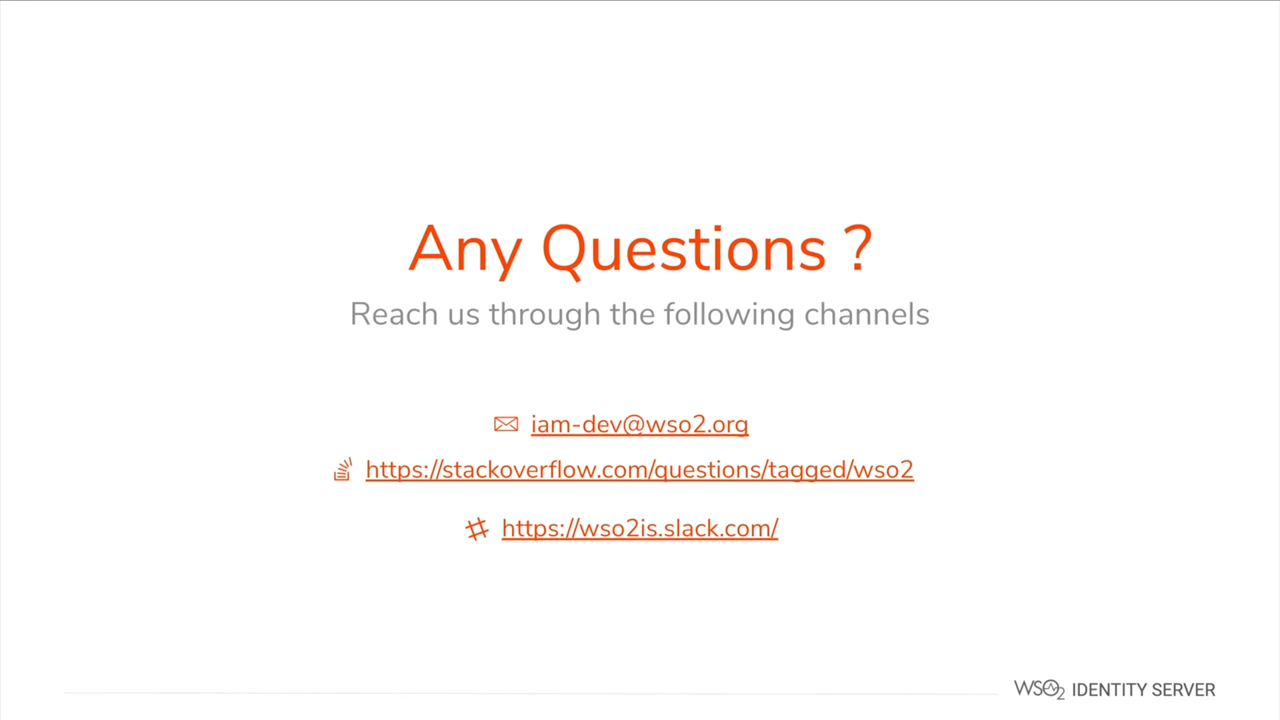 Any Questions ?
Reach us through the following channels
iam-dev@wso2.org
https://stackoverflow.com/questions/tagged/wso2
https://wso2is.slack.com/
WSO2 IDENTITY SERVER